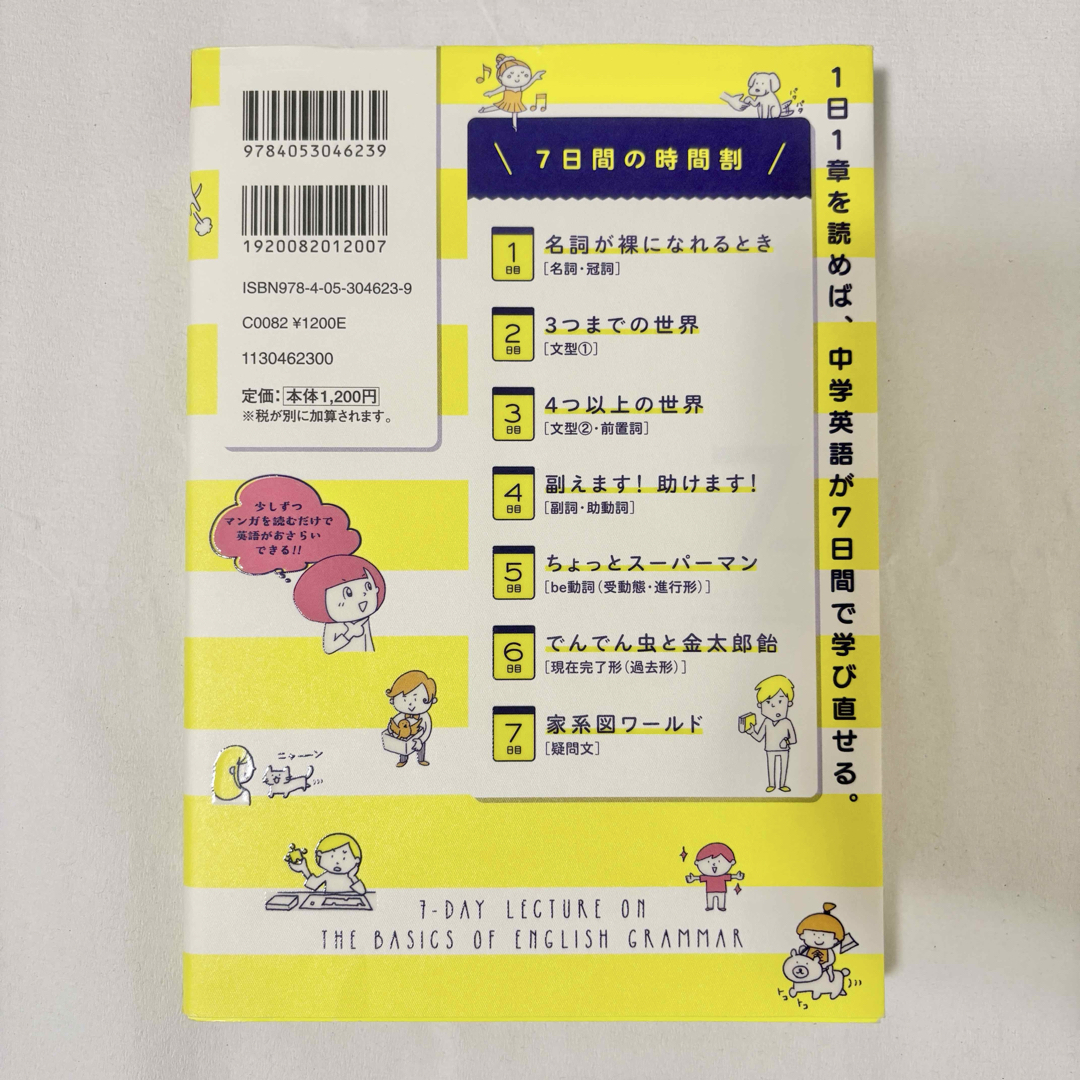 9784053046239
1920082012007
ISBN978-4-05-304623-9
C0082 ¥1200E
1130462300
定価：本体1,200円
※税が別に加算されます。
1日1章を読めば、中学英語が7日間で学び直せる。
7日間の時間割
1日目
名詞が裸になれるとき
［名詞・冠詞］
2日目
3つまでの世界
［文型①］
3日目
4つ以上の世界
［文型②・前置詞］
4日目
副えます！助けます！
［副詞・助動詞］
5日目
ちょっとスーパーマン
［be動詞（受動態・進行形）］
6日目
でんでん虫と金太郎飴
［現在完了形（過去形）］
7日目
家系図ワールド
［疑問文］
少しずつ
マンガを読むだけで
英語がおさらい
できる!!
パタパタ
ニャーーン
7-DAY LECTURE ON
THE BASICS OF ENGLISH GRAMMAR
金
トコトコ